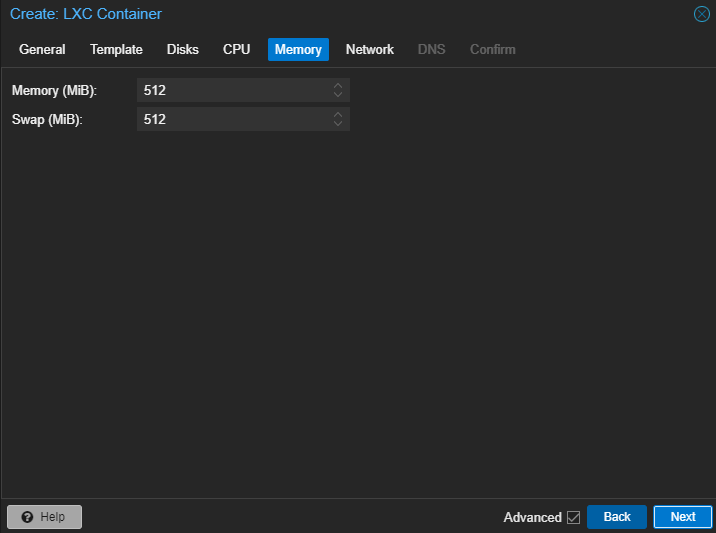 Create: LXC Container
General Template Disks CPU Memory Network DNS Confirm
Memory (MiB): 512
Swap (MiB): 512
Help Advanced Back Next